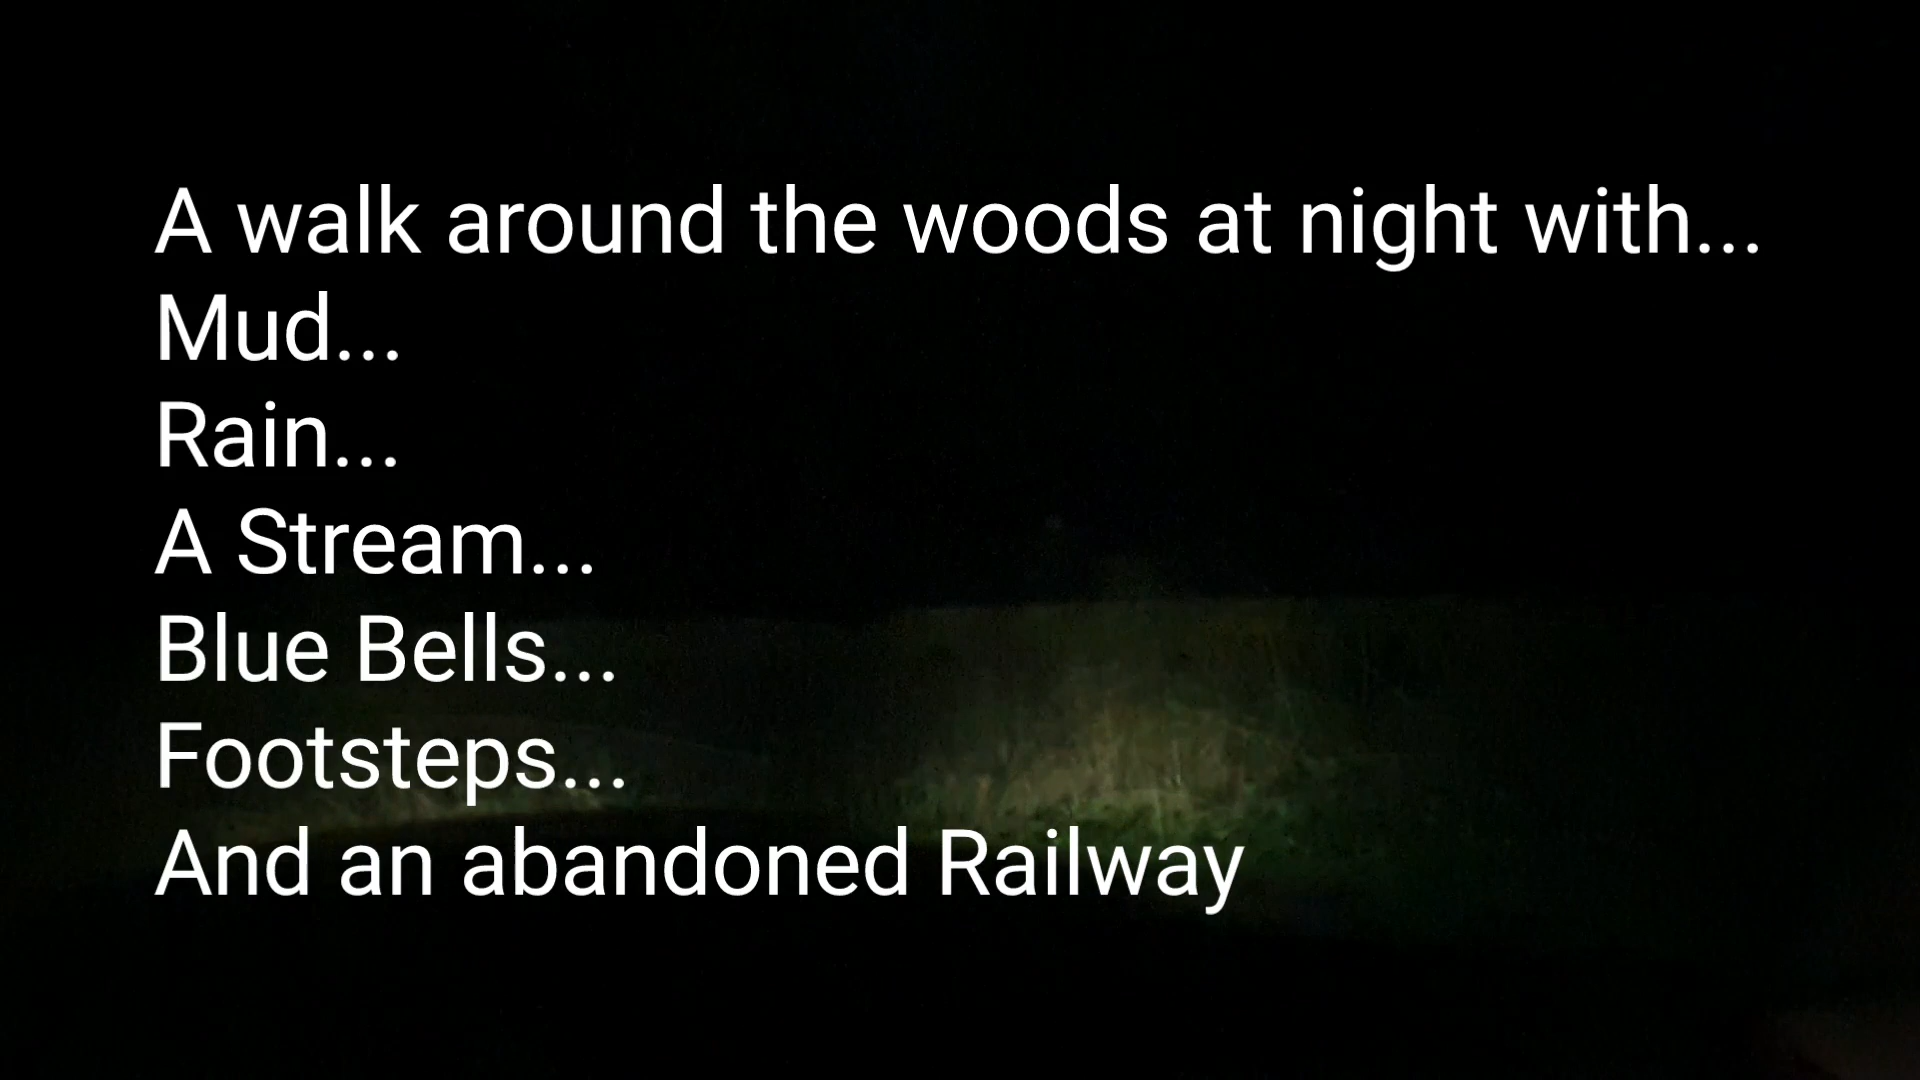 A walk around the woods at night with...
Mud...
Rain...
A Stream...
Blue Bells...
Footsteps...
And an abandoned Railway